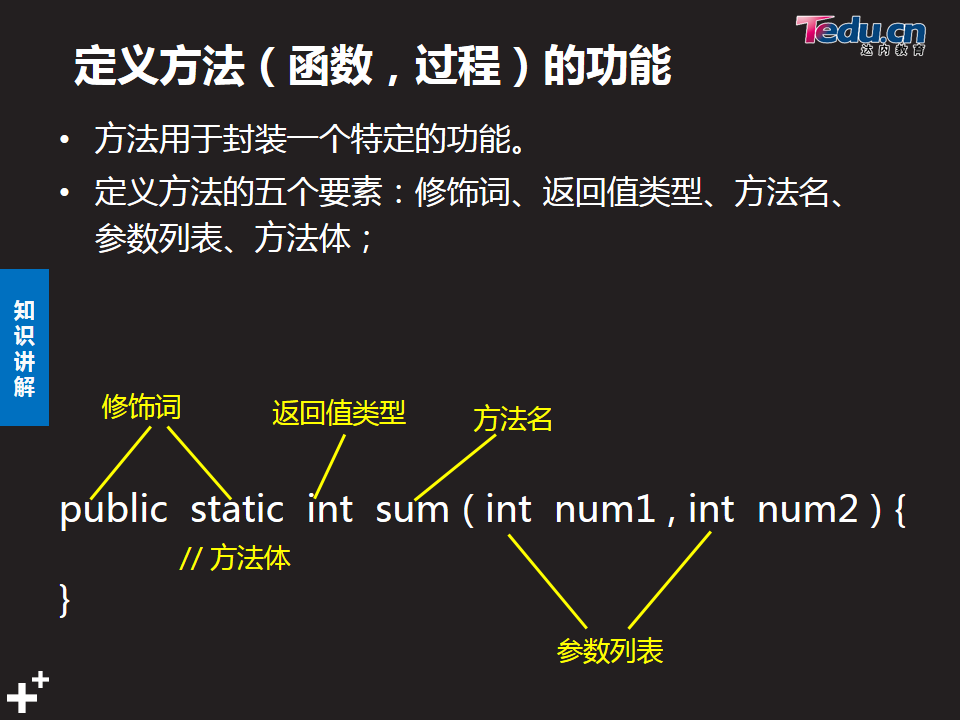 Tedu.cn
达内教育
定义方法（函数，过程）的功能
• 方法用于封装一个特定的功能。
• 定义方法的五个要素：修饰词、返回值类型、方法名、
参数列表、方法体；
知识讲解
修饰词 返回值类型 方法名
public static int sum ( int num1 , int num2 ) {
// 方法体
}
参数列表